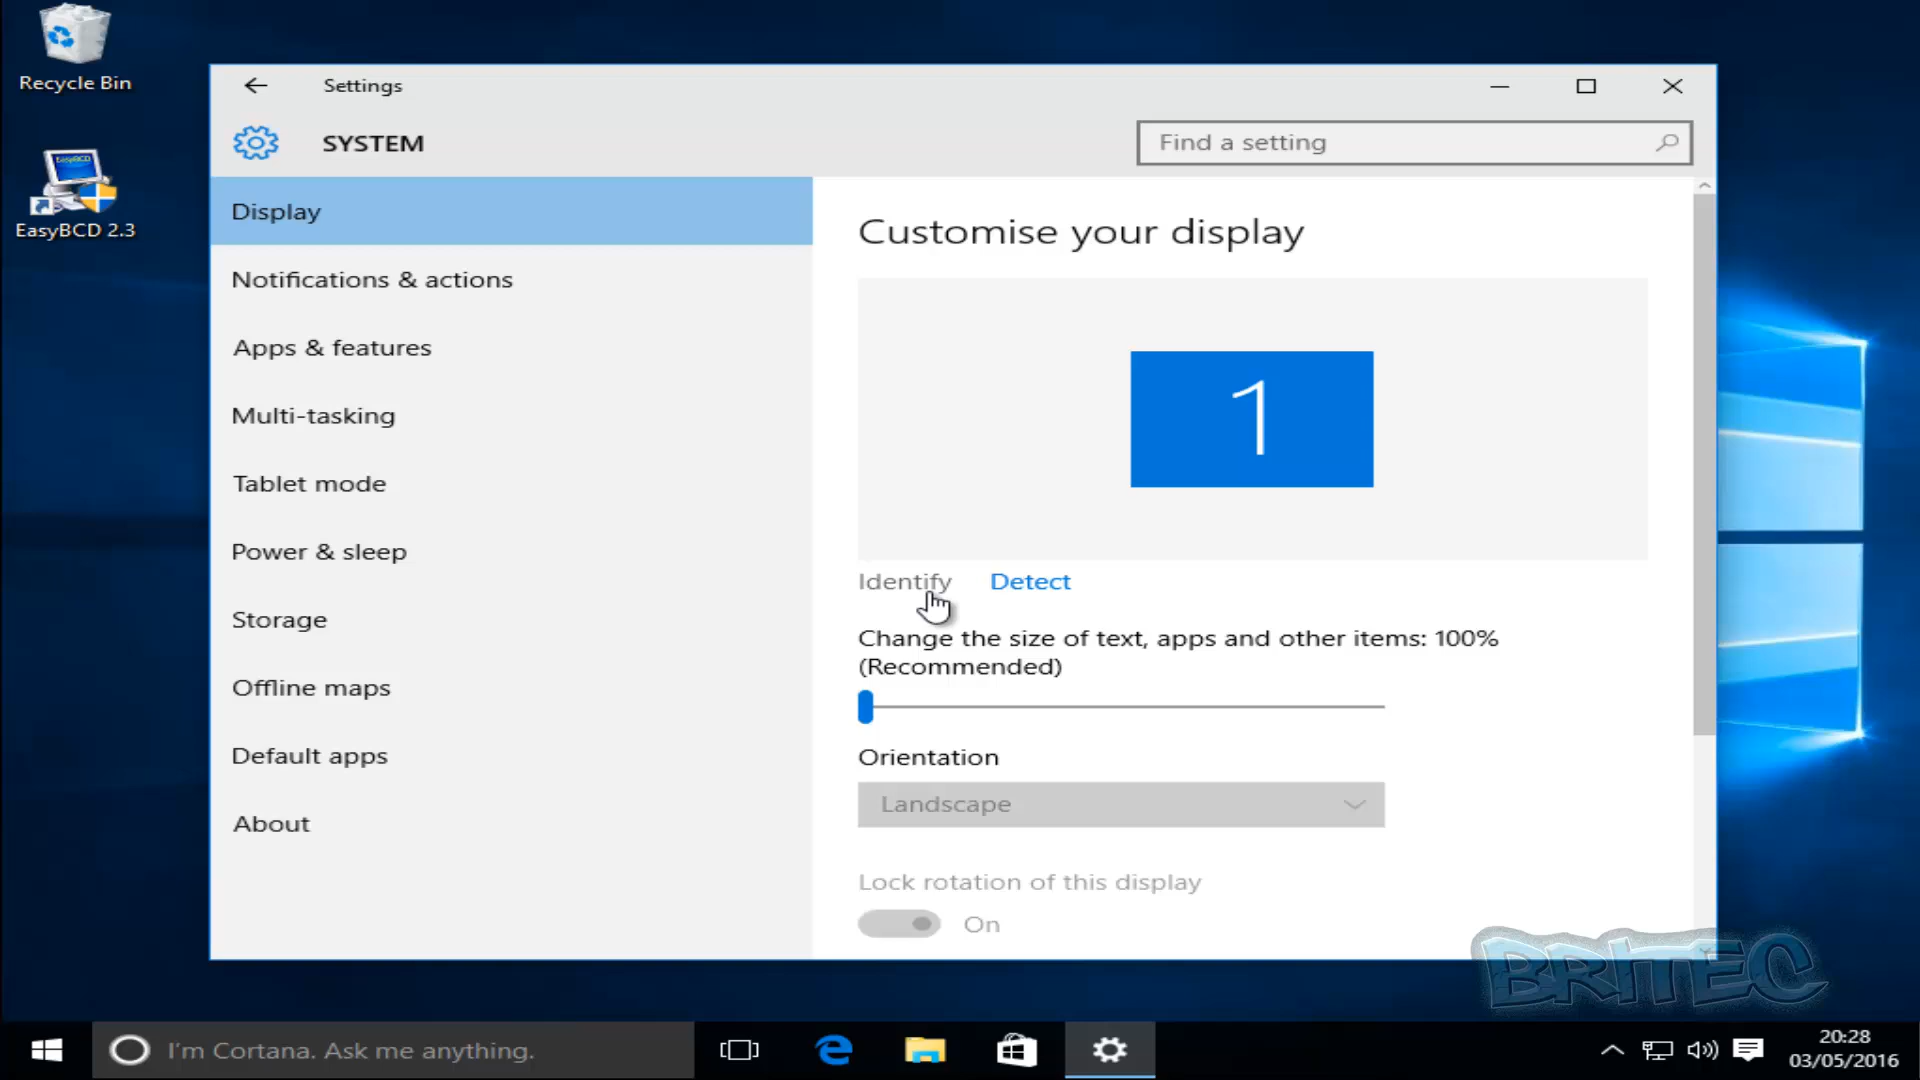 Recycle Bin
EasyBCD
EasyBCD 2.3
Settings
SYSTEM
Find a setting
Display
Notifications & actions
Apps & features
Multi-tasking
Tablet mode
Power & sleep
Storage
Offline maps
Default apps
About
Customise your display
1
Identify Detect
Change the size of text, apps and other items: 100%
(Recommended)
Orientation
Landscape
Lock rotation of this display
On
BRITEC
I'm Cortana. Ask me anything.
20:28
03/05/2016